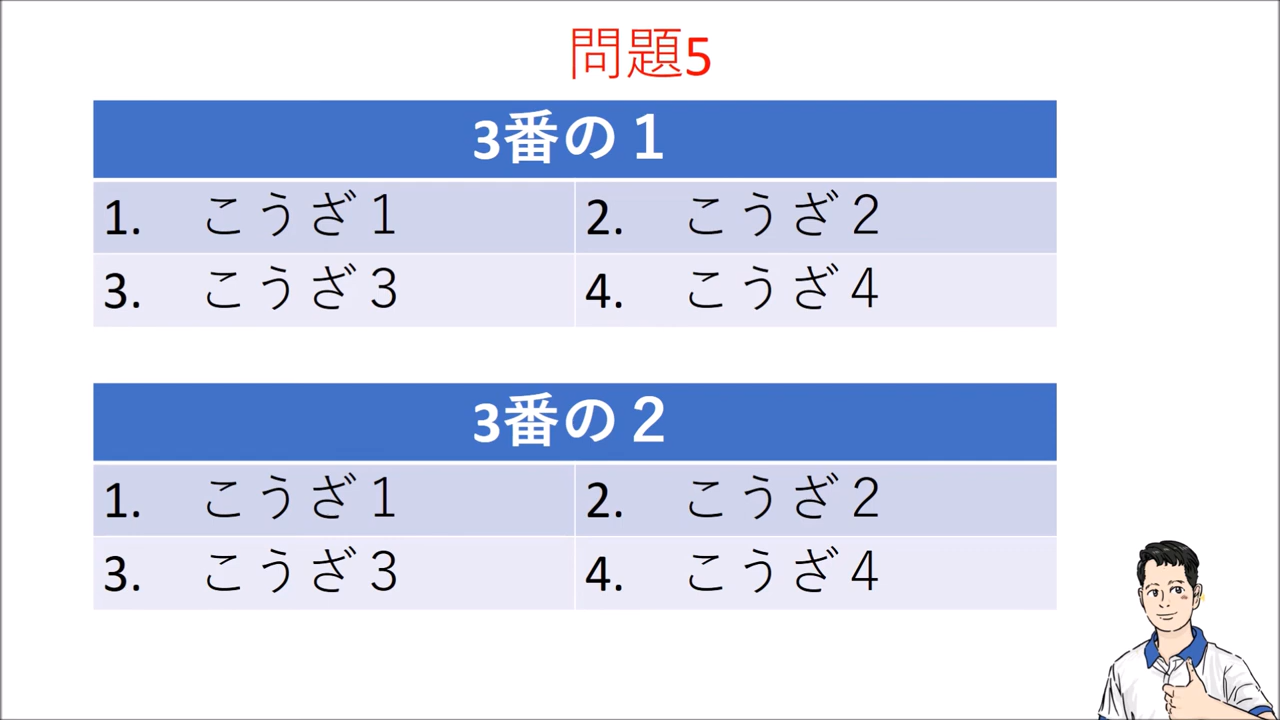 問題5
3番の１
1. こうざ１
2. こうざ２
3. こうざ３
4. こうざ４
3番の２
1. こうざ１
2. こうざ２
3. こうざ３
4. こうざ４